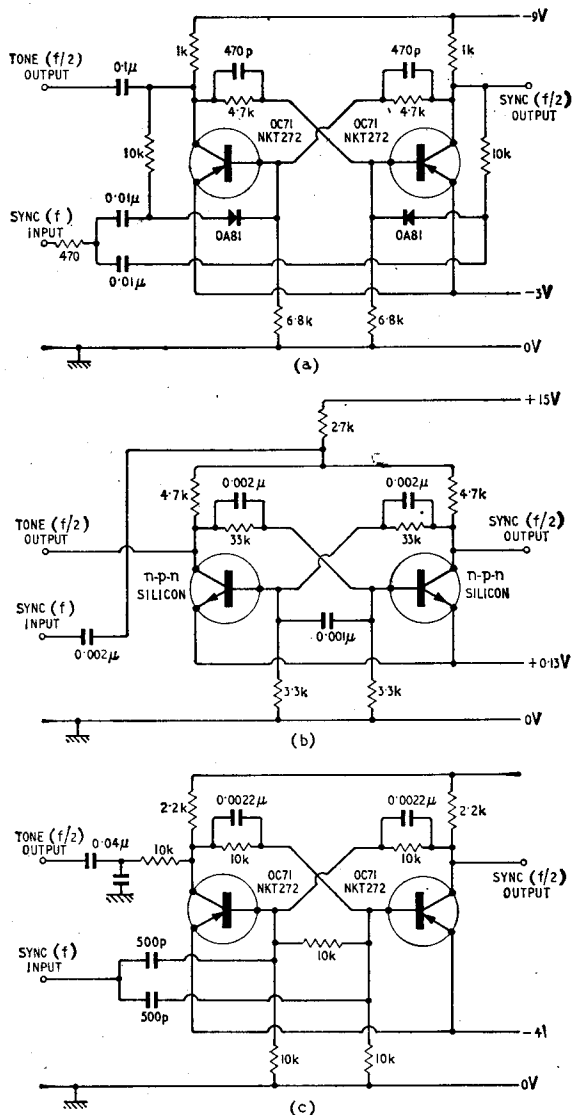 -9V
1k
470p
470p
1k
TONE (f/2)
OUTPUT
0.1µ
4.7k
4.7k
SYNC (f/2)
OUTPUT
OC71
NKT272
OC71
NKT272
10k
10k
SYNC (f)
INPUT
0.01µ
470
0.01µ
OA81
OA81
-3V
6.8k
6.8k
0V
(a)
+15V
2.7k
4.7k
0.002µ
0.002µ
4.7k
TONE (f/2)
OUTPUT
33k
33k
SYNC (f/2)
OUTPUT
n-p-n
SILICON
n-p-n
SILICON
SYNC (f)
INPUT
0.002µ
0.001µ
+0.13V
3.3k
3.3k
0V
(b)
2.2k
0.0022µ
0.0022µ
2.2k
TONE (f/2)
OUTPUT
0.04µ
10k
10k
10k
SYNC (f/2)
OUTPUT
OC71
NKT272
OC71
NKT272
SYNC (f)
INPUT
500p
500p
10k
10k
10k
0V
(c)